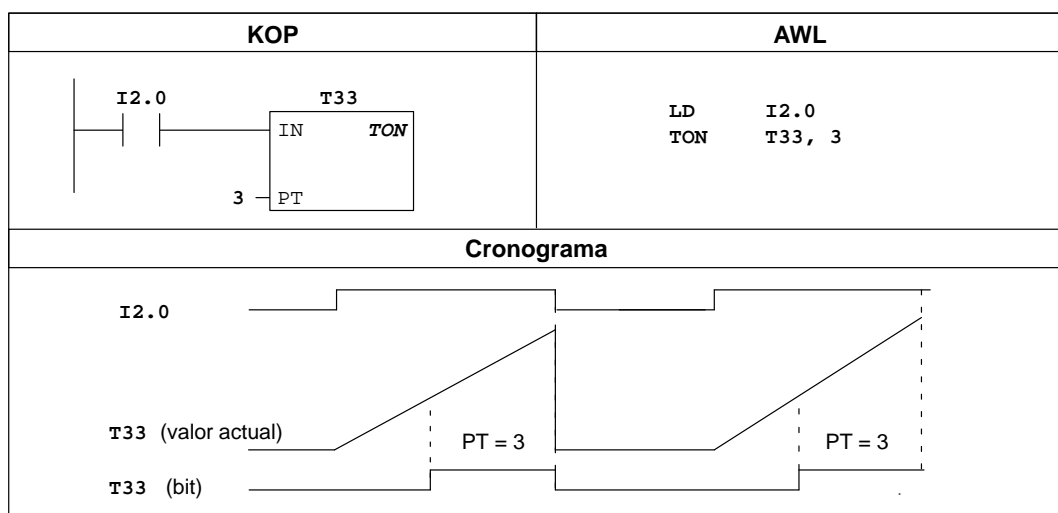 KOP
AWL
I2.0
T33
IN TON
3 PT
LD I2.0
TON T33, 3
Cronograma
I2.0
T33 (valor actual)
PT = 3
PT = 3
T33 (bit)